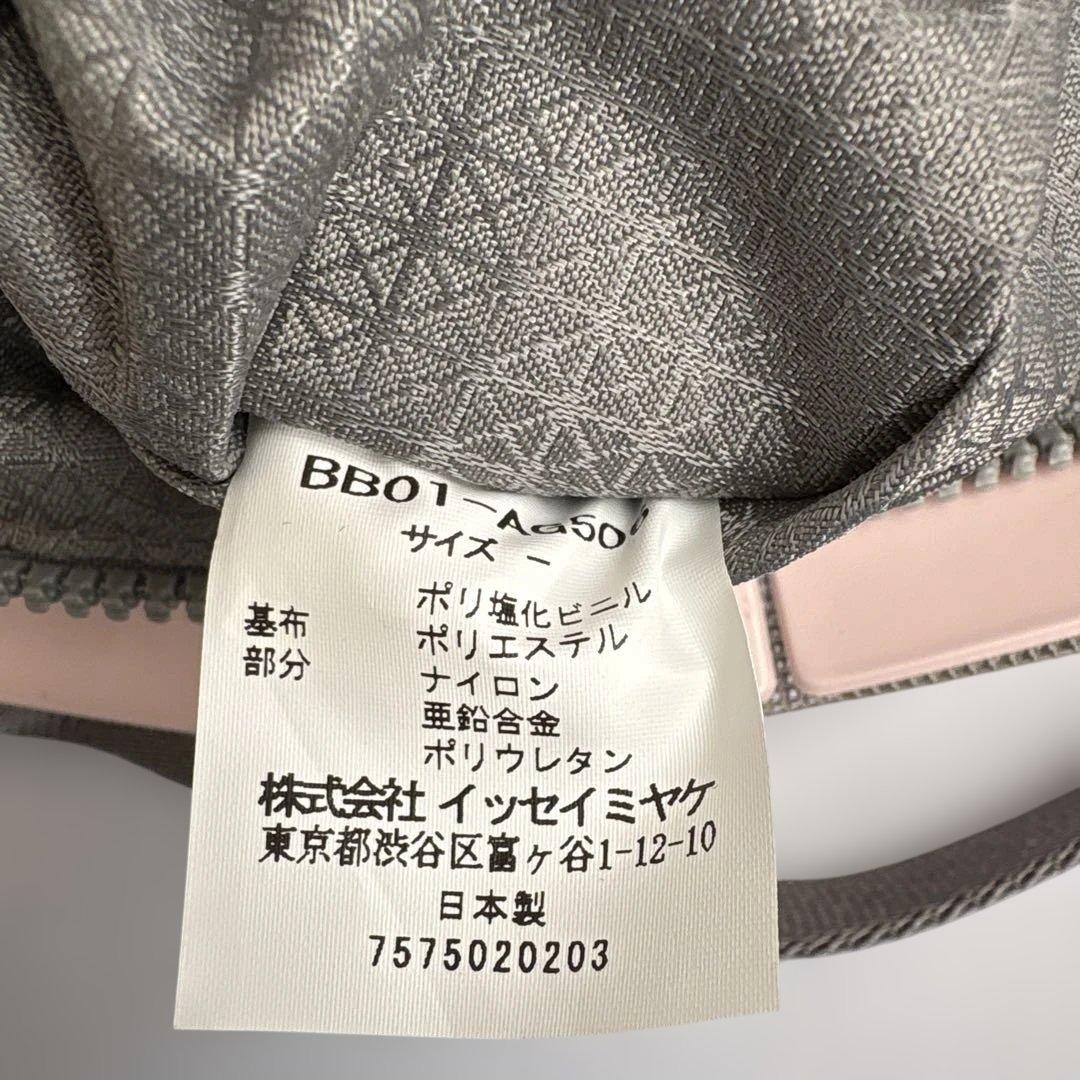 BB01-AG50
サイズ -
ポリ塩化ビニル
基布 ポリエステル
部分 ナイロン
亜鉛合金
ポリウレタン
株式会社 イッセイミヤケ
東京都渋谷区富ヶ谷1-12-10
日本製
7575020203